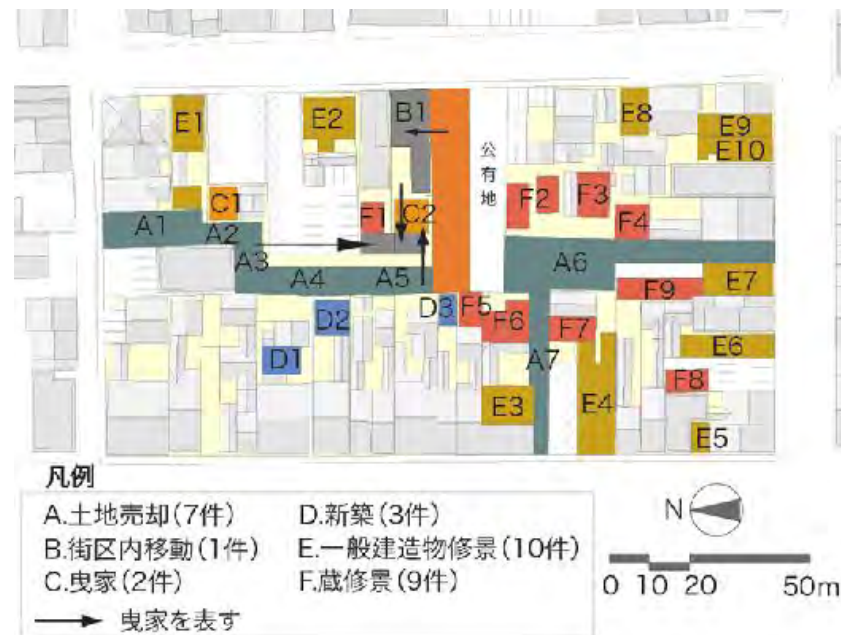 B1
E1
E2
E8
E9
E10
公有地
F2
F3
C1
F1
C2
F4
A1
A2
A3
A6
A4
A5
F9
E7
D3
F5
D2
F6
F7
D1
A7
E6
F8
E3
E4
E5
凡例
A.土地売却(7件)
D.新築(3件)
B.街区内移動(1件)
E.一般建造物修景(10件)
C.曳家(2件)
F.蔵修景(9件)
曳家を表す
N
0 10 20 50m